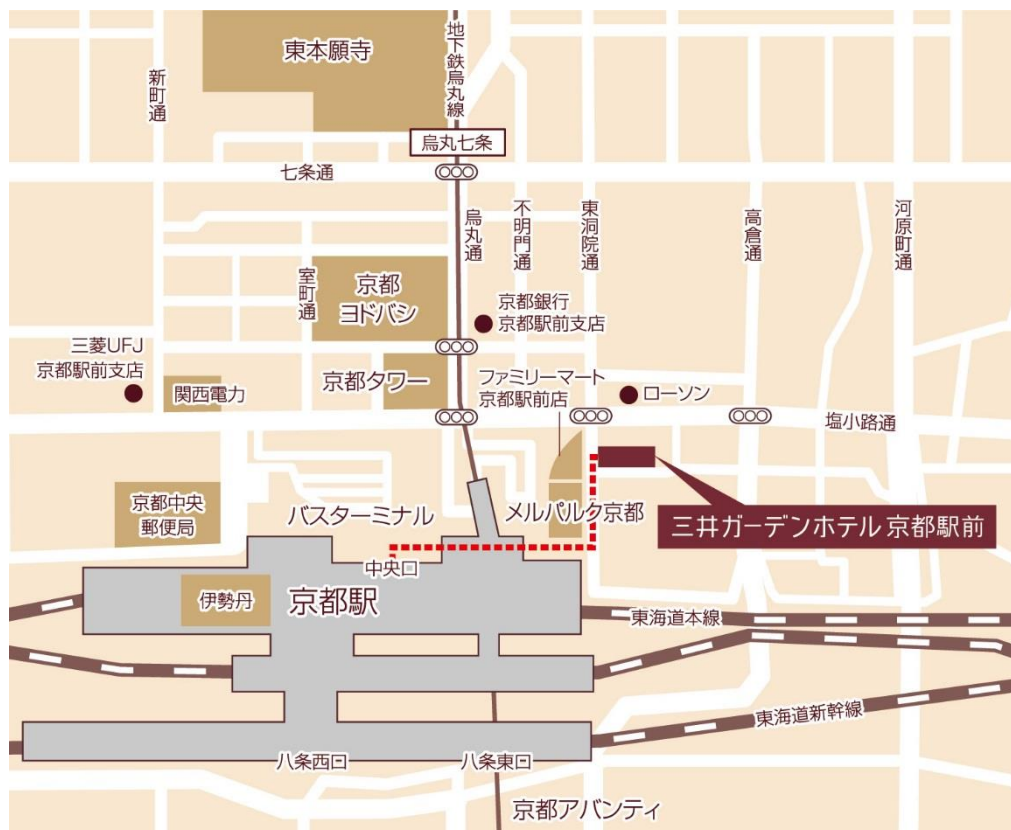 東本願寺
地下鉄烏丸線
新町通
烏丸七条
七条通
烏丸通
不明門通
東洞院通
高倉通
河原町通
室町通
京都
ヨドバシ
京都銀行
京都駅前支店
三菱UFJ
京都駅前支店
関西電力
京都タワー
ファミリーマート
京都駅前店
ローソン
塩小路通
京都中央
郵便局
バスターミナル
メルパルク京都
三井ガーデンホテル 京都駅前
中央口
伊勢丹
京都駅
東海道本線
東海道新幹線
八条西口
八条東口
京都アバンティ